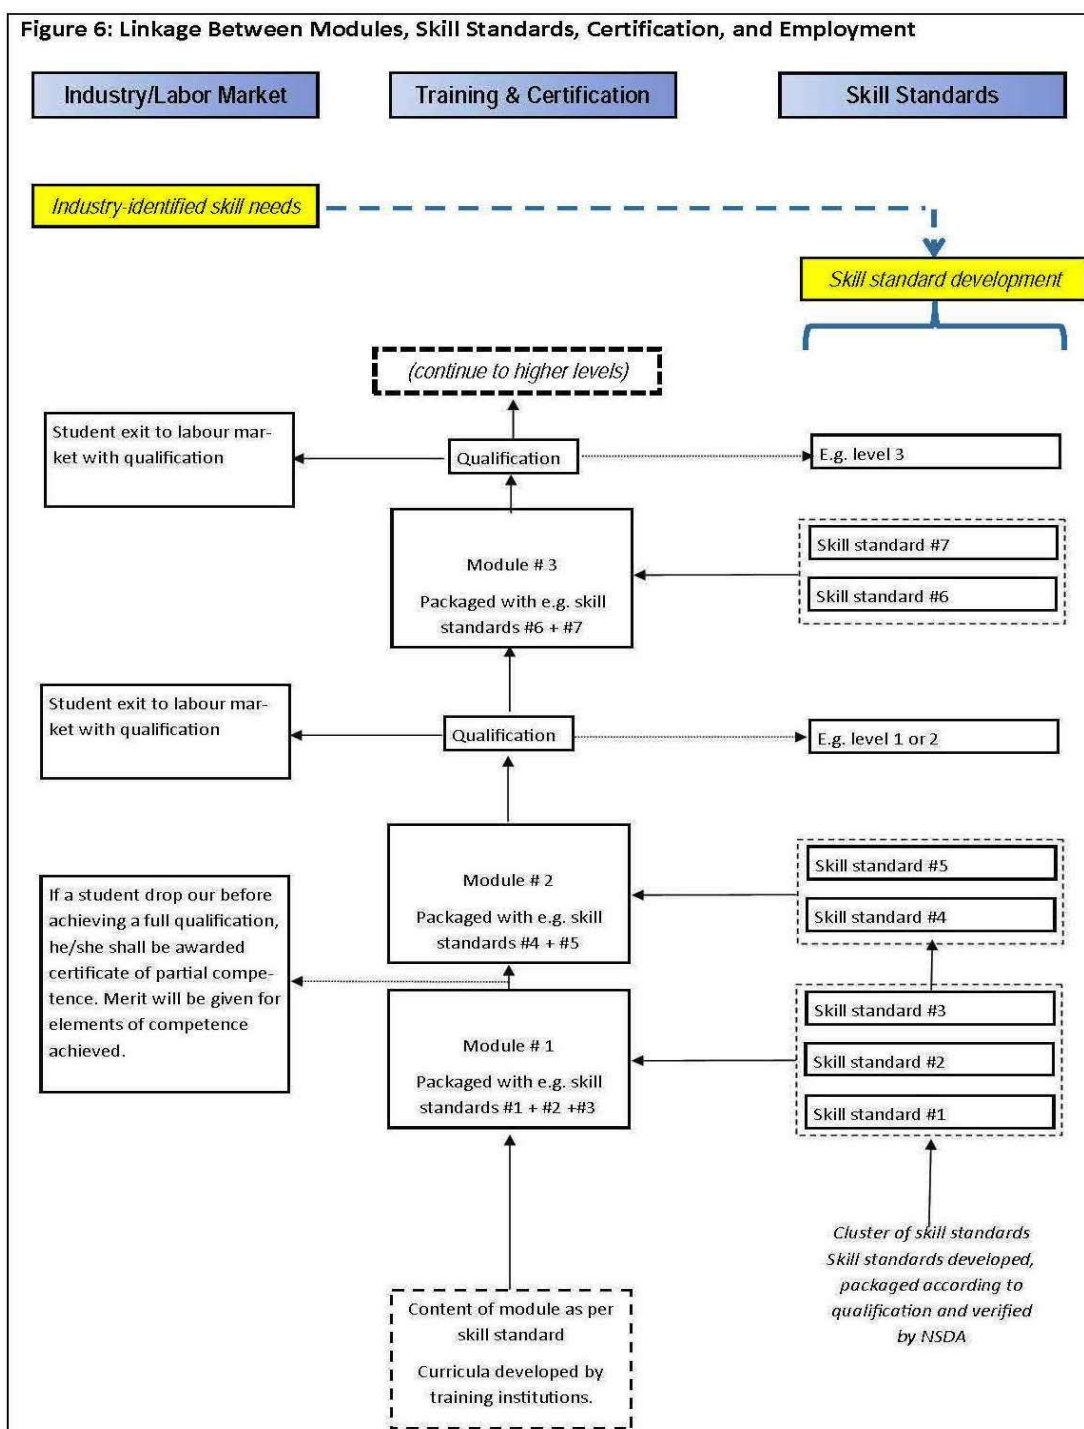 Figure 6: Linkage Between Modules, Skill Standards, Certification, and Employment
Industry/Labor Market
Training & Certification
Skill Standards
Industry-identified skill needs
Skill standard development
(continue to higher levels)
Student exit to labour mar-
ket with qualification
Qualification
E.g. level 3
Module # 3
Packaged with e.g. skill
standards #6 + #7
Skill standard #7
Skill standard #6
Student exit to labour mar-
ket with qualification
Qualification
E.g. level 1 or 2
Module # 2
Packaged with e.g. skill
standards #4 + #5
Skill standard #5
Skill standard #4
If a student drop our before
achieving a full qualification,
he/she shall be awarded
certificate of partial compe-
tence. Merit will be given for
elements of competence
achieved.
Module # 1
Packaged with e.g. skill
standards #1 + #2 +#3
Skill standard #3
Skill standard #2
Skill standard #1
Cluster of skill standards
Skill standards developed,
packaged according to
qualification and verified
by NSDA
Content of module as per
skill standard
Curricula developed by
training institutions.